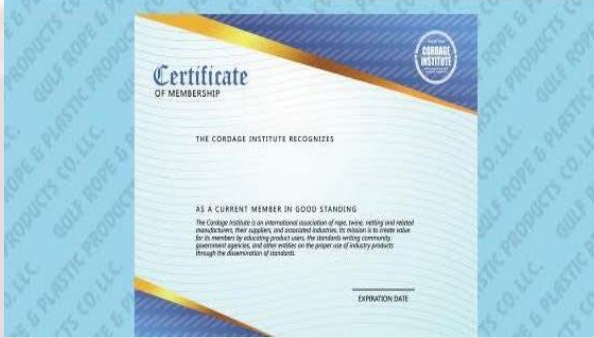 Certificate
OF MEMBERSHIP
CORDAGE
INSTITUTE
THE CORDAGE INSTITUTE RECOGNIZES
AS A CURRENT MEMBER IN GOOD STANDING
The Cordage Institute is an international association of rope, twine, netting and related
manufacturers, their suppliers, and associated industries. Its mission is to create value
for its members by educating product users, the standards writing community,
government agencies, and other entities on the proper use of industry products
through the dissemination of standards.
EXPIRATION DATE
GULF ROPE & PLASTIC
PRODUCTS CO. LLC.